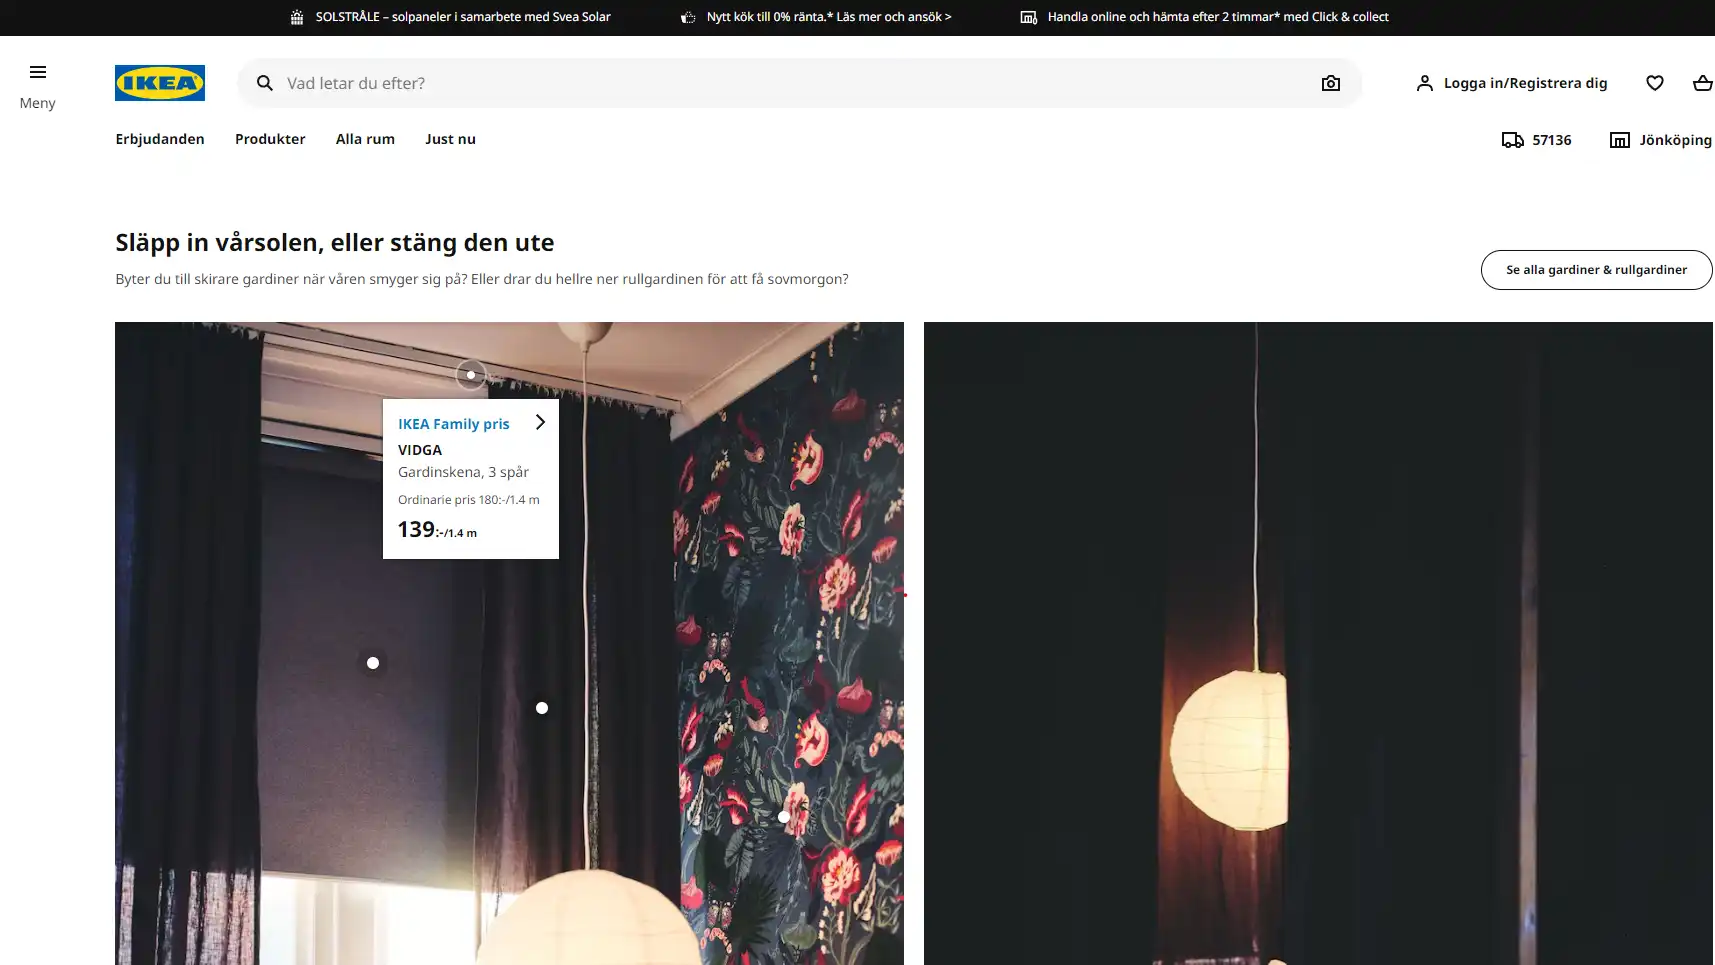 SOLSTRÅLE – solpaneler i samarbete med Svea Solar
Nytt kök till 0% ränta.* Läs mer och ansök >
Handla online och hämta efter 2 timmar* med Click & collect
Meny
IKEA
Vad letar du efter?
Logga in/Registrera dig
Erbjudanden
Produkter
Alla rum
Just nu
57136
Jönköping
Släpp in vårsolen, eller stäng den ute
Byter du till skirare gardiner när våren smyger sig på? Eller drar du hellre ner rullgardinen för att få sovmorgon?
Se alla gardiner & rullgardiner
IKEA Family pris
VIDGA
Gardinskena, 3 spår
Ordinarie pris 180:-/1.4 m
139:-/1.4 m